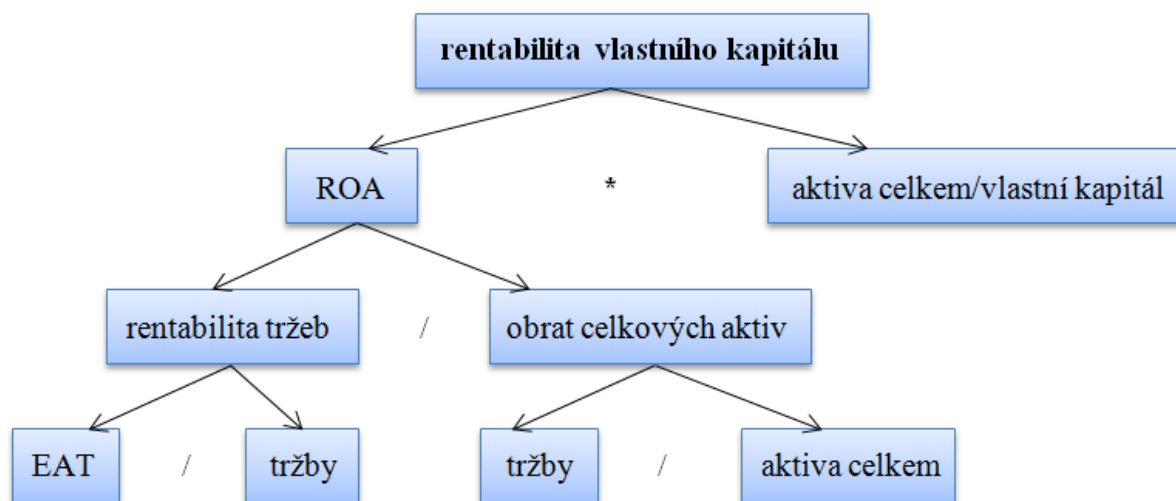 rentabilita vlastního kapitálu
ROA * aktiva celkem/vlastní kapitál
rentabilita tržeb / obrat celkových aktiv
EAT / tržby tržby / aktiva celkem